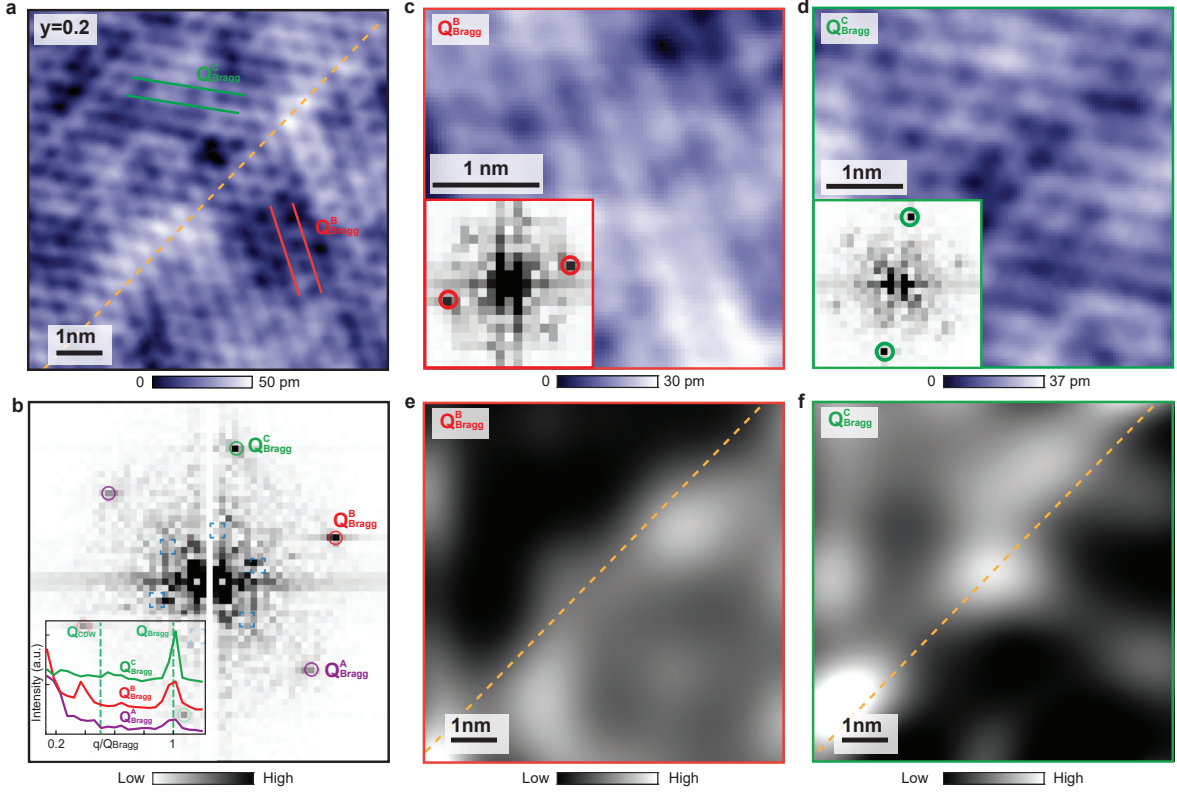 a
y=0.2
Q^C_Bragg
Q^B_Bragg
1nm
0 50 pm
b
Q^C_Bragg
Q^B_Bragg
Q^A_Bragg
Q_CDW Q_Bragg
Q^C_Bragg
Q^B_Bragg
Q^A_Bragg
Intensity (a.u.)
0.2 q/Q_Bragg 1
Low High
c
Q^B_Bragg
1 nm
0 30 pm
d
Q^C_Bragg
1nm
0 37 pm
e
Q^B_Bragg
1nm
Low High
f
Q^C_Bragg
1nm
Low High